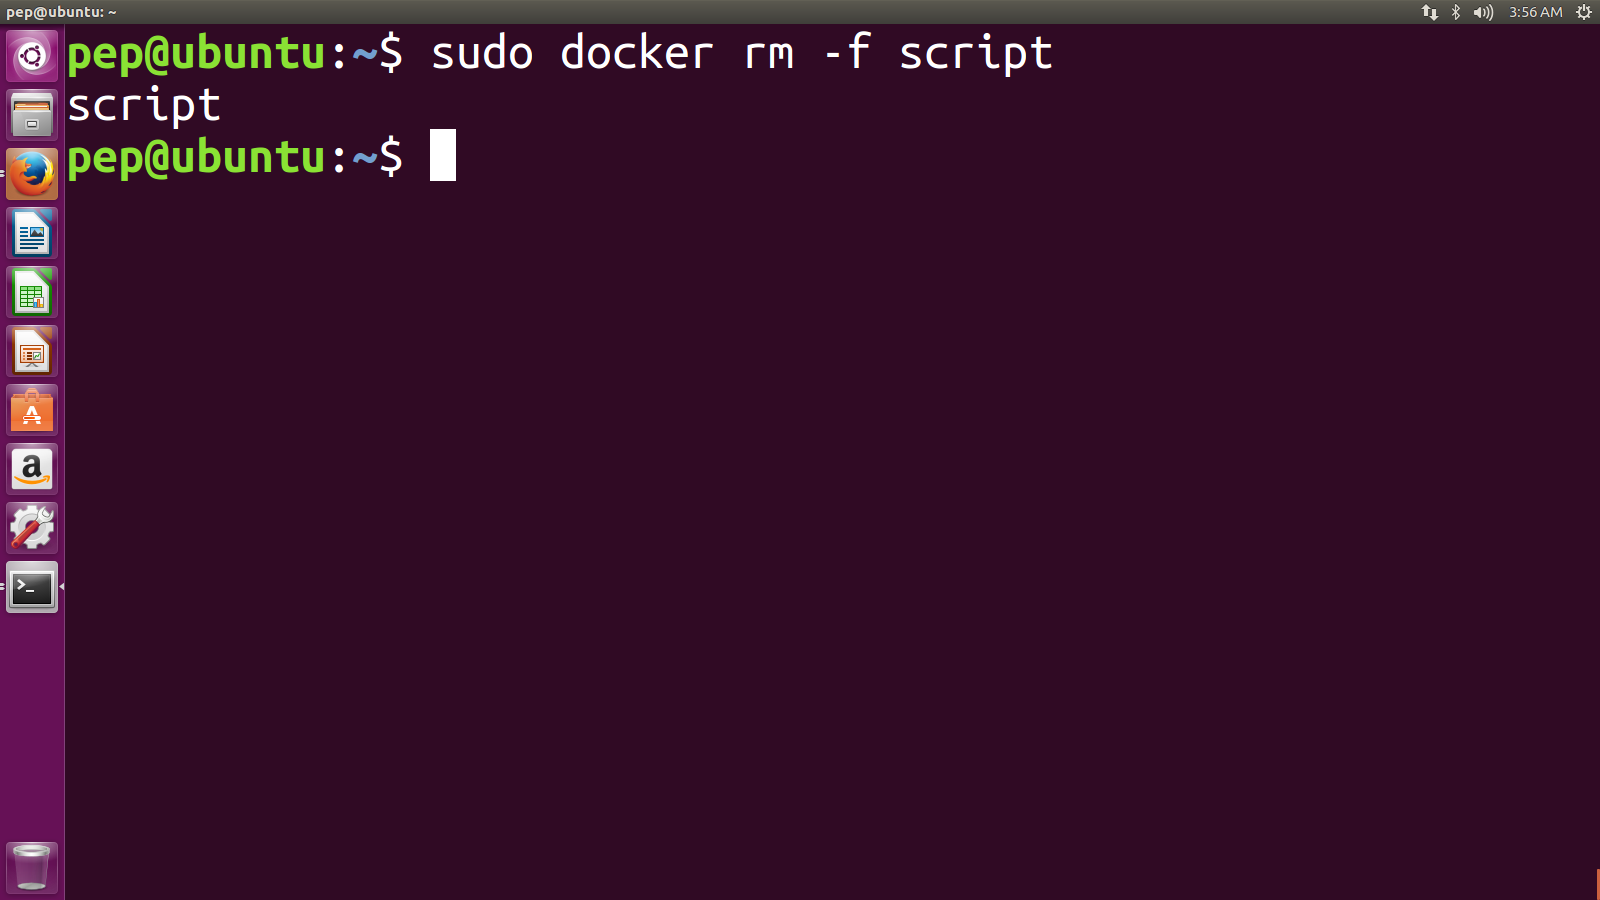 pep@ubuntu: ~
3:56 AM
pep@ubuntu:~$ sudo docker rm -f script
script
pep@ubuntu:~$